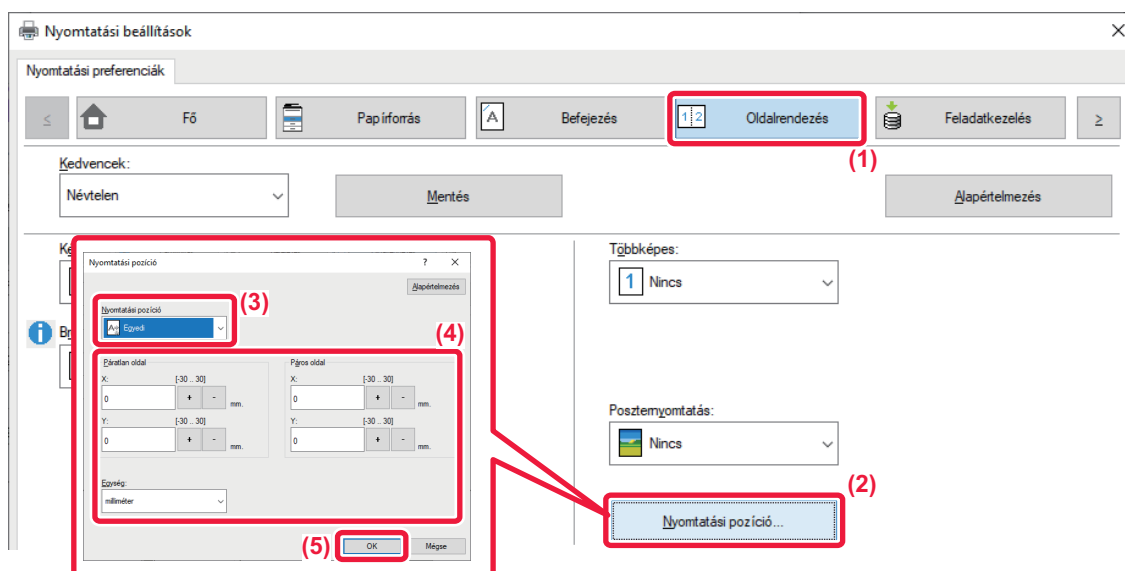 Nyomtatási beállítások
Nyomtatási preferenciák
≤
Fő
Papírforrás
A
Befejezés
1 2
Oldalrendezés
Feladatkezelés
≥
(1)
Kedvencek:
Névtelen
Mentés
Alapértelmezés
Többképes:
1 Nincs
Nyomtatási pozíció
? ×
Alapértelmezés
(3)
Nyomtatási pozíció
Egyedi
(4)
Páratlan oldal
Páros oldal
X: [-30 .. 30]
X: [-30 .. 30]
0 + - mm.
0 + - mm.
Y: [-30 .. 30]
Y: [-30 .. 30]
0 + - mm.
0 + - mm.
Egység:
milliméter
(5)
OK
Mégse
Poszternyomtatás:
Nincs
(2)
Nyomtatási pozíció...